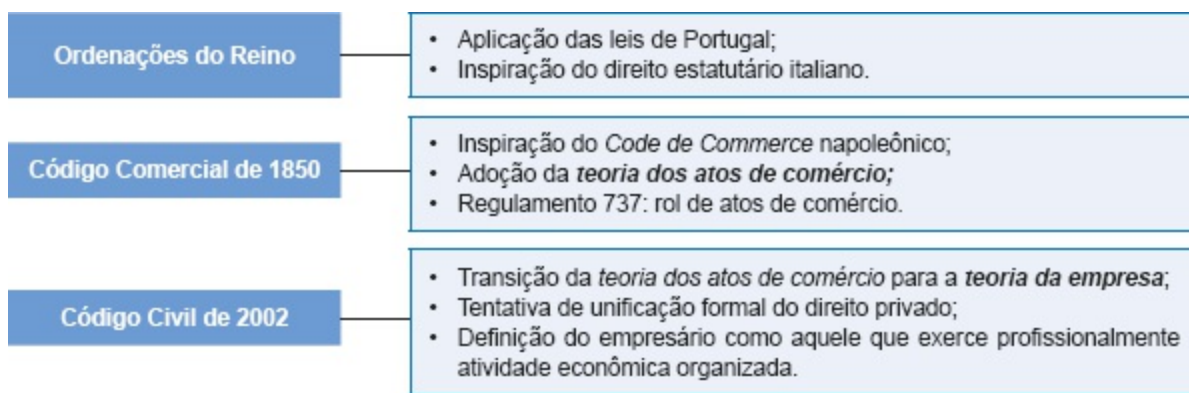 Ordenações do Reino
• Aplicação das leis de Portugal;
• Inspiração do direito estatutário italiano.
Código Comercial de 1850
• Inspiração do Code de Commerce napoleônico;
• Adoção da teoria dos atos de comércio;
• Regulamento 737: rol de atos de comércio.
Código Civil de 2002
• Transição da teoria dos atos de comércio para a teoria da empresa;
• Tentativa de unificação formal do direito privado;
• Definição do empresário como aquele que exerce profissionalmente
atividade econômica organizada.